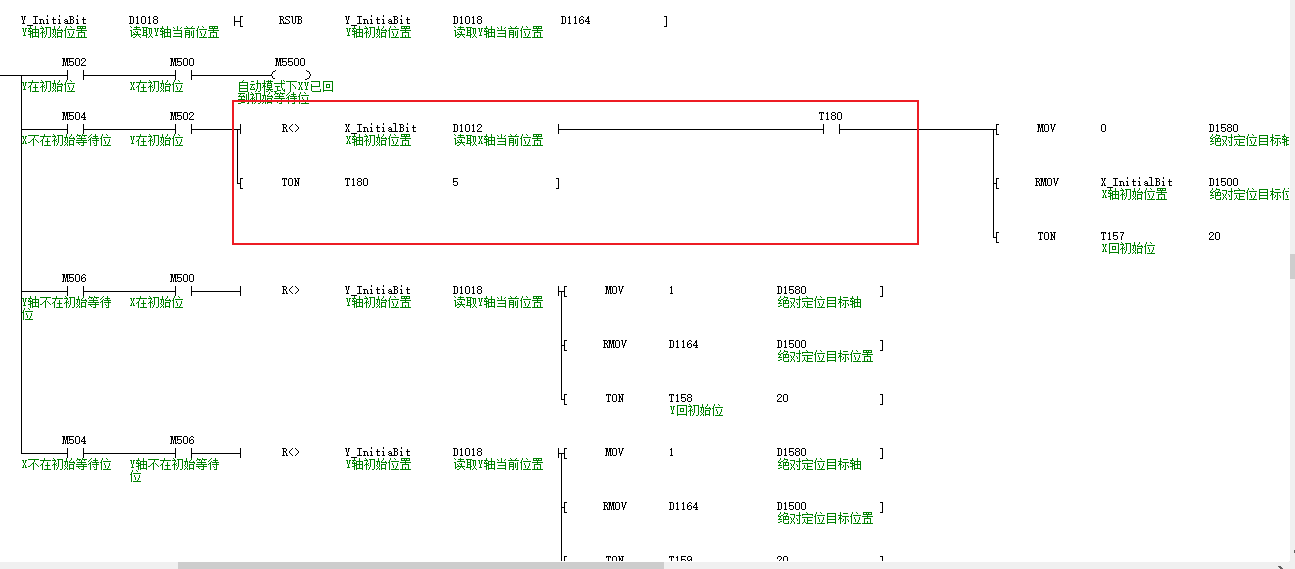 Y_InitiaBit D1018 RSUB Y_InitiaBit D1018 D1164
Y轴初始位置 读取Y轴当前位置 Y轴初始位置 读取Y轴当前位置
M502 M500 M5500
Y在初始位 X在初始位 自动模式下XY已回
到初始等待位
M504 M502 T180
R<> X_InitialBit D1012 MOV 0 D1580
X不在初始等待位 Y在初始位 X轴初始位置 读取X轴当前位置 绝对定位目标轴
TON T180 5 RMOV X_InitialBit D1500
X轴初始位置 绝对定位目标位
TON T157 20
X回初始位
M506 M500
R<> Y_InitiaBit D1018 MOV 1 D1580
Y轴不在初始等待 X在初始位 Y轴初始位置 读取Y轴当前位置 绝对定位目标轴
位
RMOV D1164 D1500
绝对定位目标位置
TON T158 20
Y回初始位
M504 M506
R<> Y_InitiaBit D1018 MOV 1 D1580
X不在初始等待位 Y轴不在初始等待 Y轴初始位置 读取Y轴当前位置 绝对定位目标轴
位
RMOV D1164 D1500
绝对定位目标位置
TON T159 20